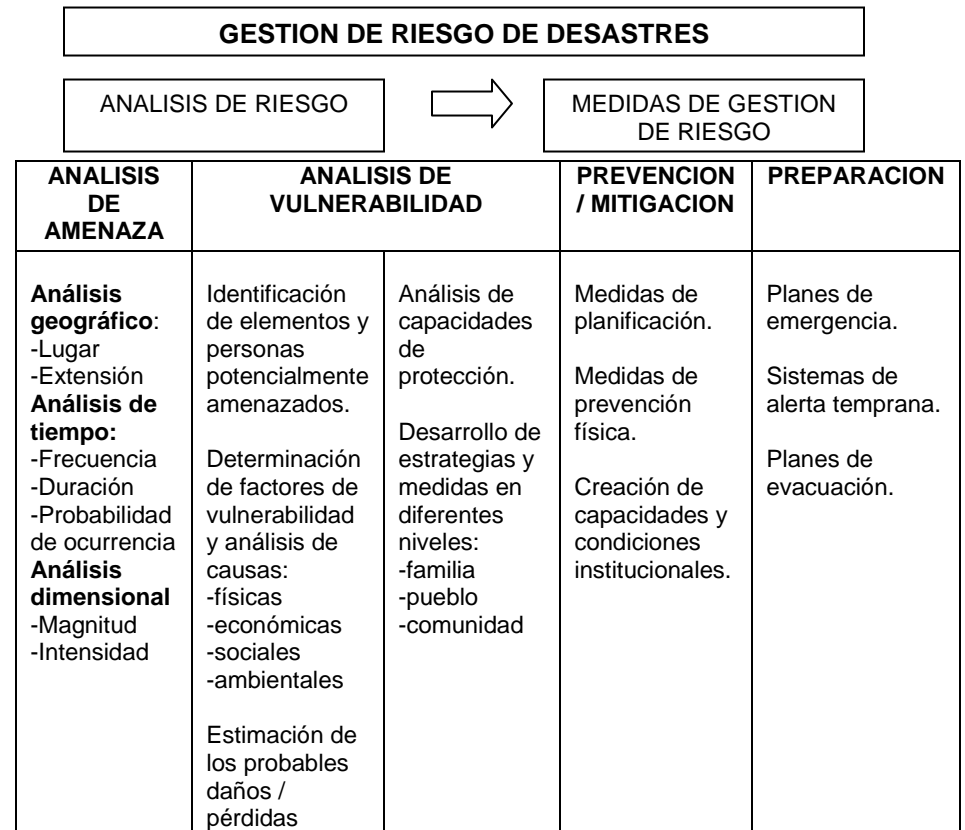 GESTION DE RIESGO DE DESASTRES
ANALISIS DE RIESGO
MEDIDAS DE GESTION
DE RIESGO
ANALISIS
DE
AMENAZA
ANALISIS DE
VULNERABILIDAD
PREVENCION
/ MITIGACION
PREPARACION
Análisis
geográfico:
-Lugar
-Extensión
Análisis de
tiempo:
-Frecuencia
-Duración
-Probabilidad
de ocurrencia
Análisis
dimensional
-Magnitud
-Intensidad
Identificación
de elementos y
personas
potencialmente
amenazados.
Determinación
de factores de
vulnerabilidad
y análisis de
causas:
-físicas
-económicas
-sociales
-ambientales
Estimación de
los probables
daños /
pérdidas
Análisis de
capacidades
de
protección.
Desarrollo de
estrategias y
medidas en
diferentes
niveles:
-familia
-pueblo
-comunidad
Medidas de
planificación.
Medidas de
prevención
física.
Creación de
capacidades y
condiciones
institucionales.
Planes de
emergencia.
Sistemas de
alerta temprana.
Planes de
evacuación.